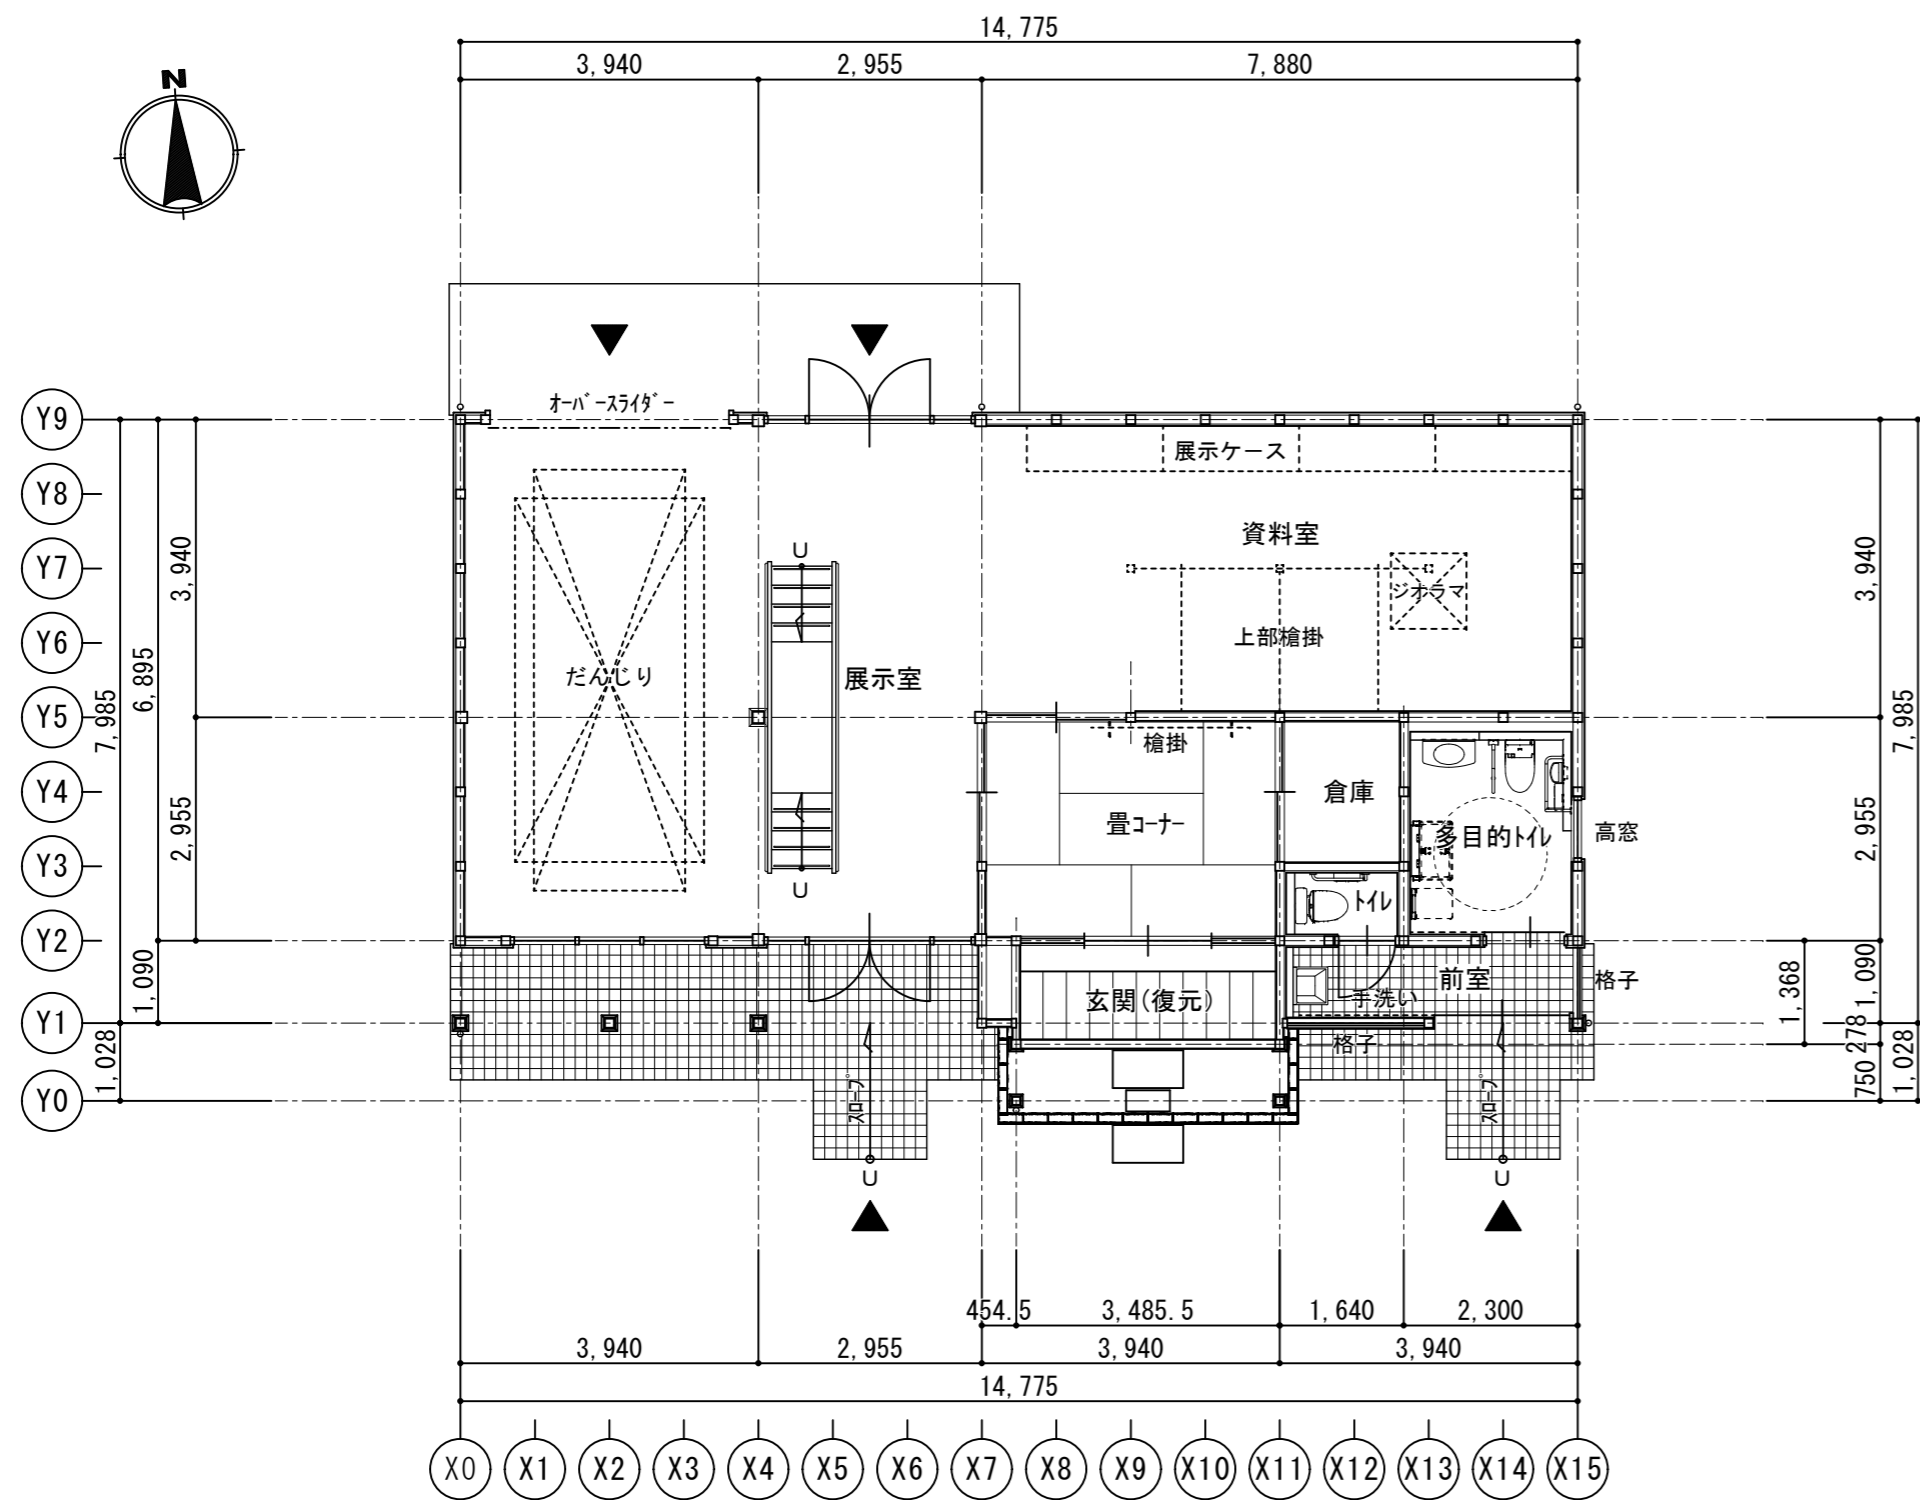 14,775
3,940 2,955 7,880
N
オーバースライダー
展示ケース
資料室
ジオラマ
上部槍掛
U
だんじり
展示室
U
槍掛
畳コーナー
倉庫
多目的トイレ
高窓
トイレ
前室
格子
手洗い
玄関(復元)
格子
スロープ
スロープ
U
U
Y9
Y8
Y7
Y6
Y5
Y4
Y3
Y2
Y1
Y0
7,985
1,028
6,895
1,090
3,940
2,955
3,940
2,955
1,090
1,368
278
750
7,985
1,028
454.5 3,485.5 1,640 2,300
3,940 2,955 3,940 3,940
14,775
X0 X1 X2 X3 X4 X5 X6 X7 X8 X9 X10 X11 X12 X13 X14 X15